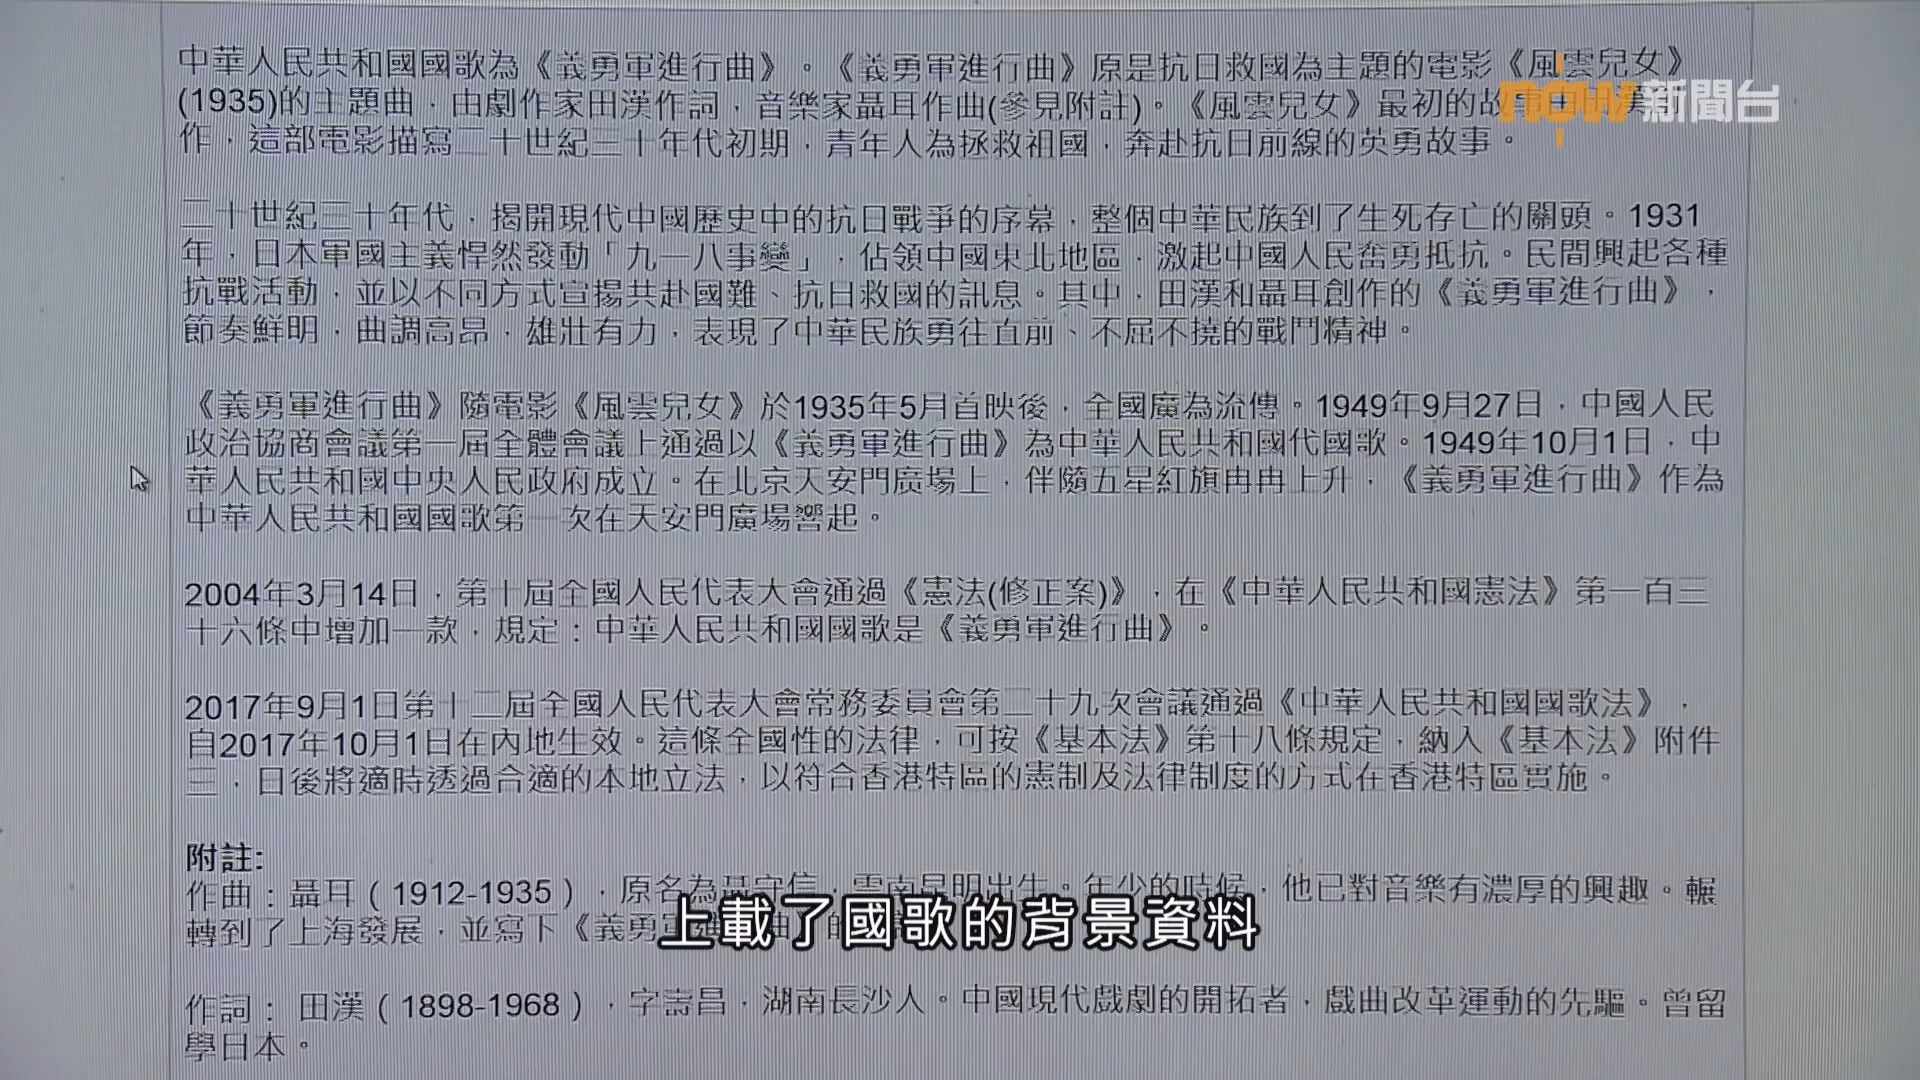 中華人民共和國國歌為《義勇軍進行曲》。《義勇軍進行曲》原是抗日救國為主題的電影《風雲兒女》
(1935)的主題曲，由劇作家田漢作詞，音樂家聶耳作曲(參見附註)。《風雲兒女》最初的故
now 新聞台
作，這部電影描寫二十世紀三十年代初期，青年人為拯救祖國，奔赴抗日前線的英勇故事。
二十世紀三十年代，揭開現代中國歷史中的抗日戰爭的序幕，整個中華民族到了生死存亡的關頭。1931
年，日本軍國主義悍然發動「九一八事變」，佔領中國東北地區，激起中國人民奮勇抵抗。民間興起各種
抗戰活動，並以不同方式宣揚共赴國難、抗日救國的訊息。其中，田漢和聶耳創作的《義勇軍進行曲》，
節奏鮮明，曲調高昂，雄壯有力，表現了中華民族勇往直前、不屈不撓的戰鬥精神。
《義勇軍進行曲》隨電影《風雲兒女》於1935年5月首映後，全國廣為流傳。1949年9月27日，中國人民
政治協商會議第一屆全體會議上通過以《義勇軍進行曲》為中華人民共和國代國歌。1949年10月1日，中
華人民共和國中央人民政府成立。在北京天安門廣場上，伴隨五星紅旗冉冉上升，《義勇軍進行曲》作為
中華人民共和國國歌第一次在天安門廣場響起。
2004年3月14日，第十屆全國人民代表大會通過《憲法(修正案)》，在《中華人民共和國憲法》第一百三
十六條中增加一款，規定：中華人民共和國國歌是《義勇軍進行曲》。
2017年9月1日第十二屆全國人民代表大會常務委員會第二十九次會議通過《中華人民共和國國歌法》，
自2017年10月1日在內地生效。這條全國性的法律，可按《基本法》第十八條規定，納入《基本法》附件
三，日後將適時透過合適的本地立法，以符合香港特區的憲制及法律制度的方式在香港特區實施。
附註:
作曲：聶耳（1912-1935），原名為聶守信，雲南昆明出生。年少的時候，他已對音樂有濃厚的興趣。輾
轉到了上海發展，並寫下《義勇
上載了國歌的背景資料
作詞： 田漢（1898-1968），字壽昌，湖南長沙人。中國現代戲劇的開拓者，戲曲改革運動的先驅。曾留
學日本。